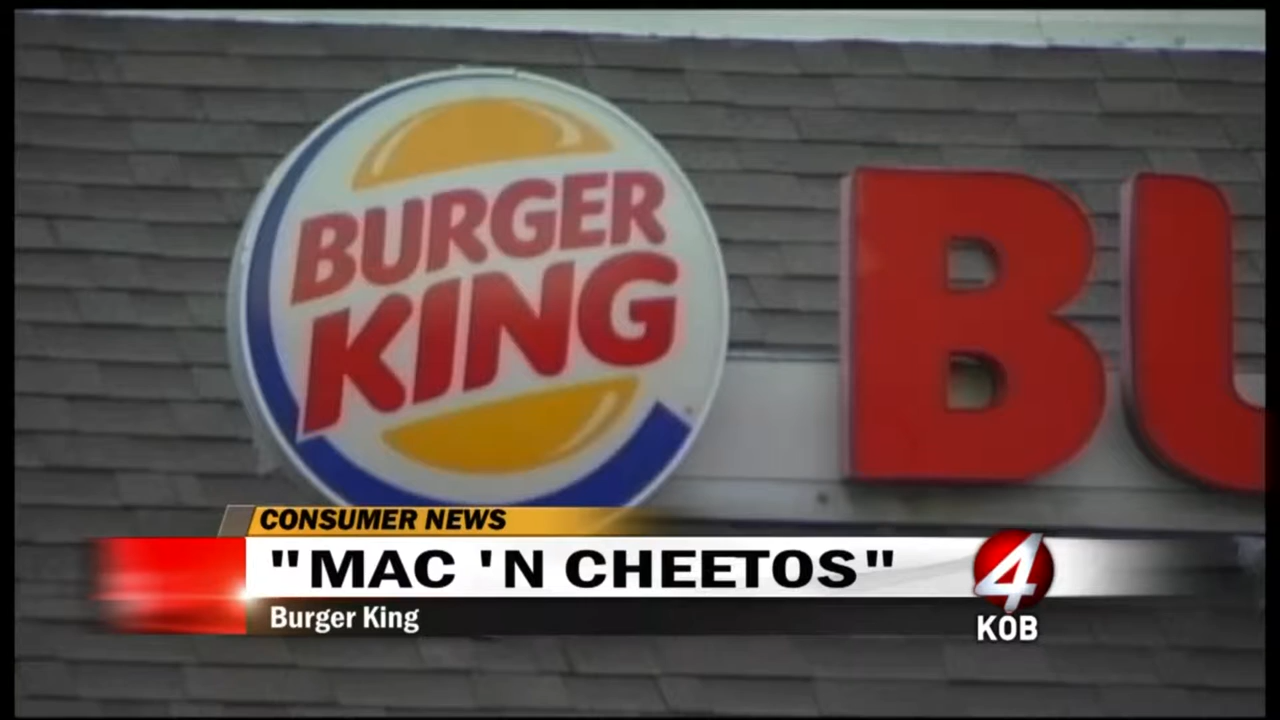 BURGER
KING
BU
CONSUMER NEWS
"MAC 'N CHEETOS"
Burger King
4
KOB